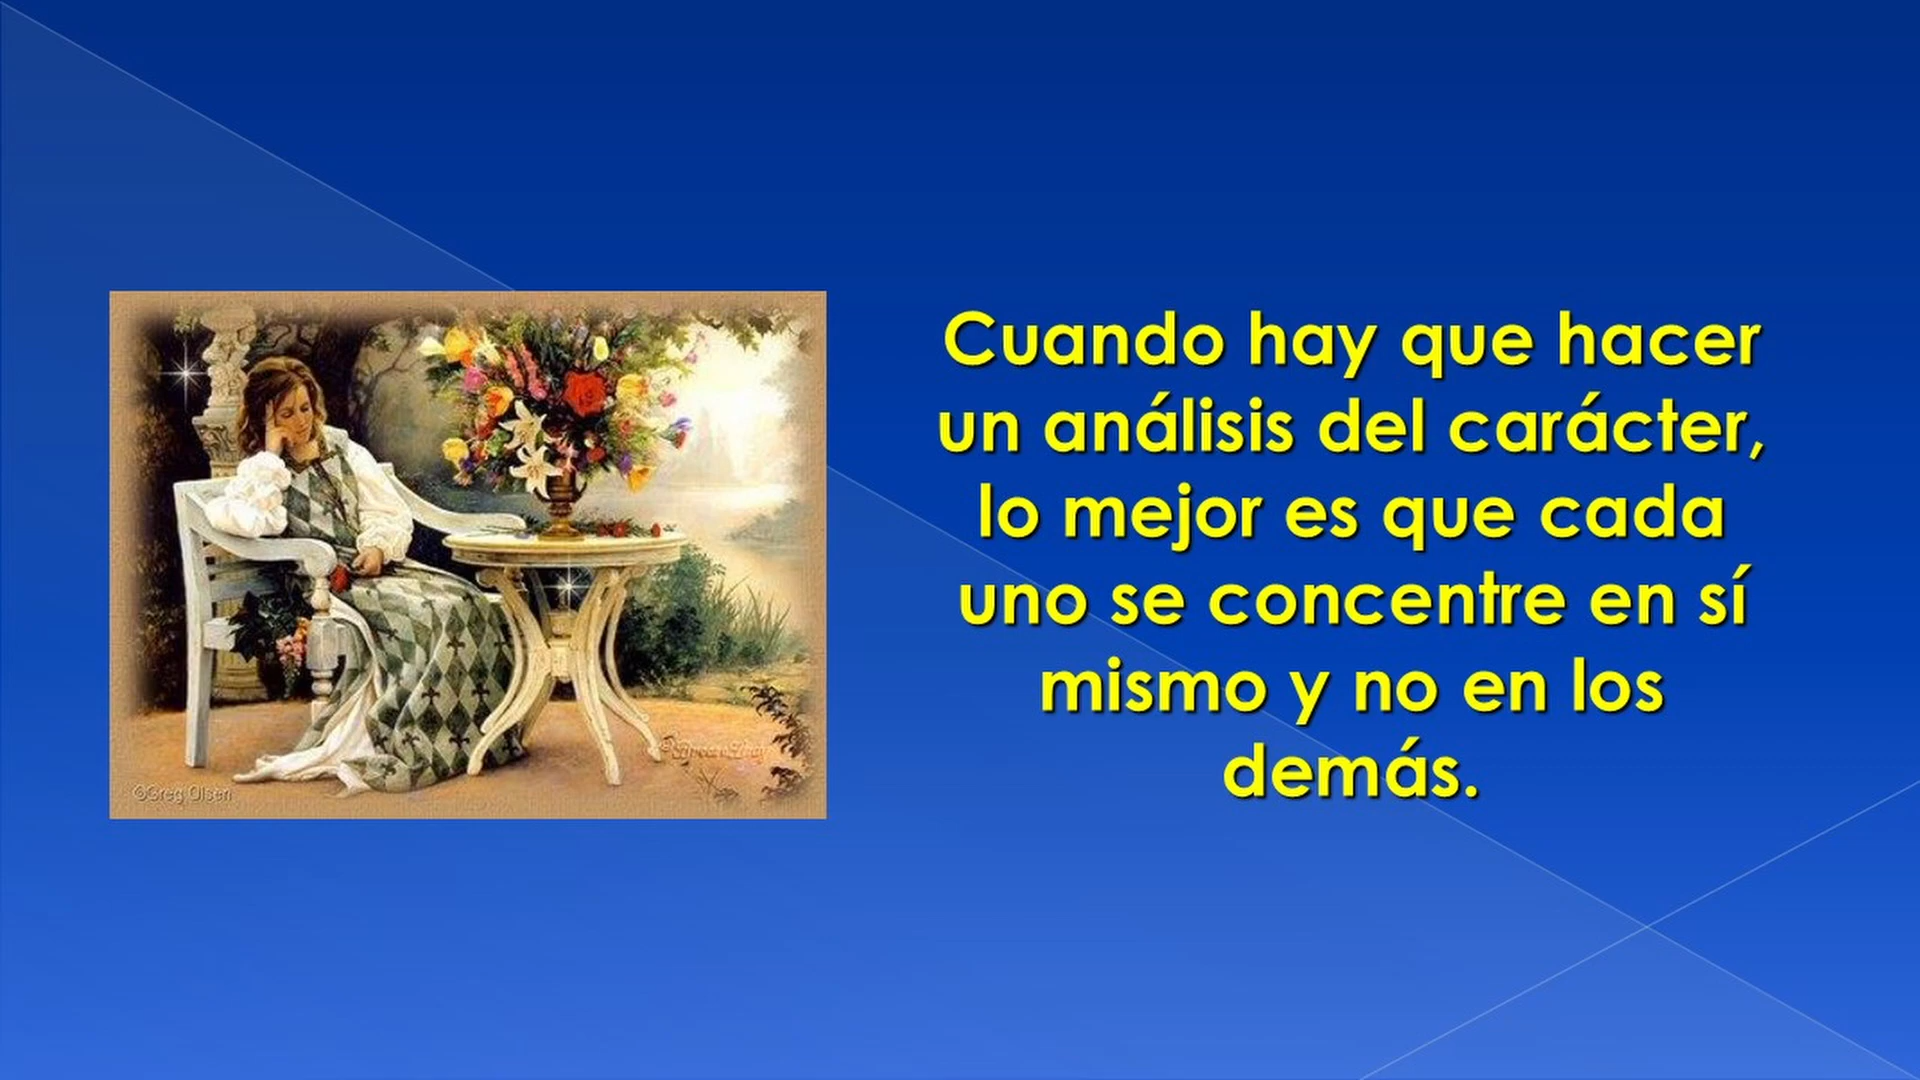 Cuando hay que hacer
un análisis del carácter,
lo mejor es que cada
uno se concentre en sí
mismo y no en los
demás.
©Greg Olsen